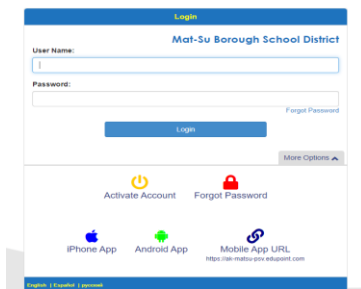 Login
Mat-Su Borough School District
User Name:
Password:
Forgot Password
Login
More Options
Activate Account
Forgot Password
iPhone App
Android App
Mobile App URL
https://ak-matsu-psv.edupoint.com
English | Español | русский